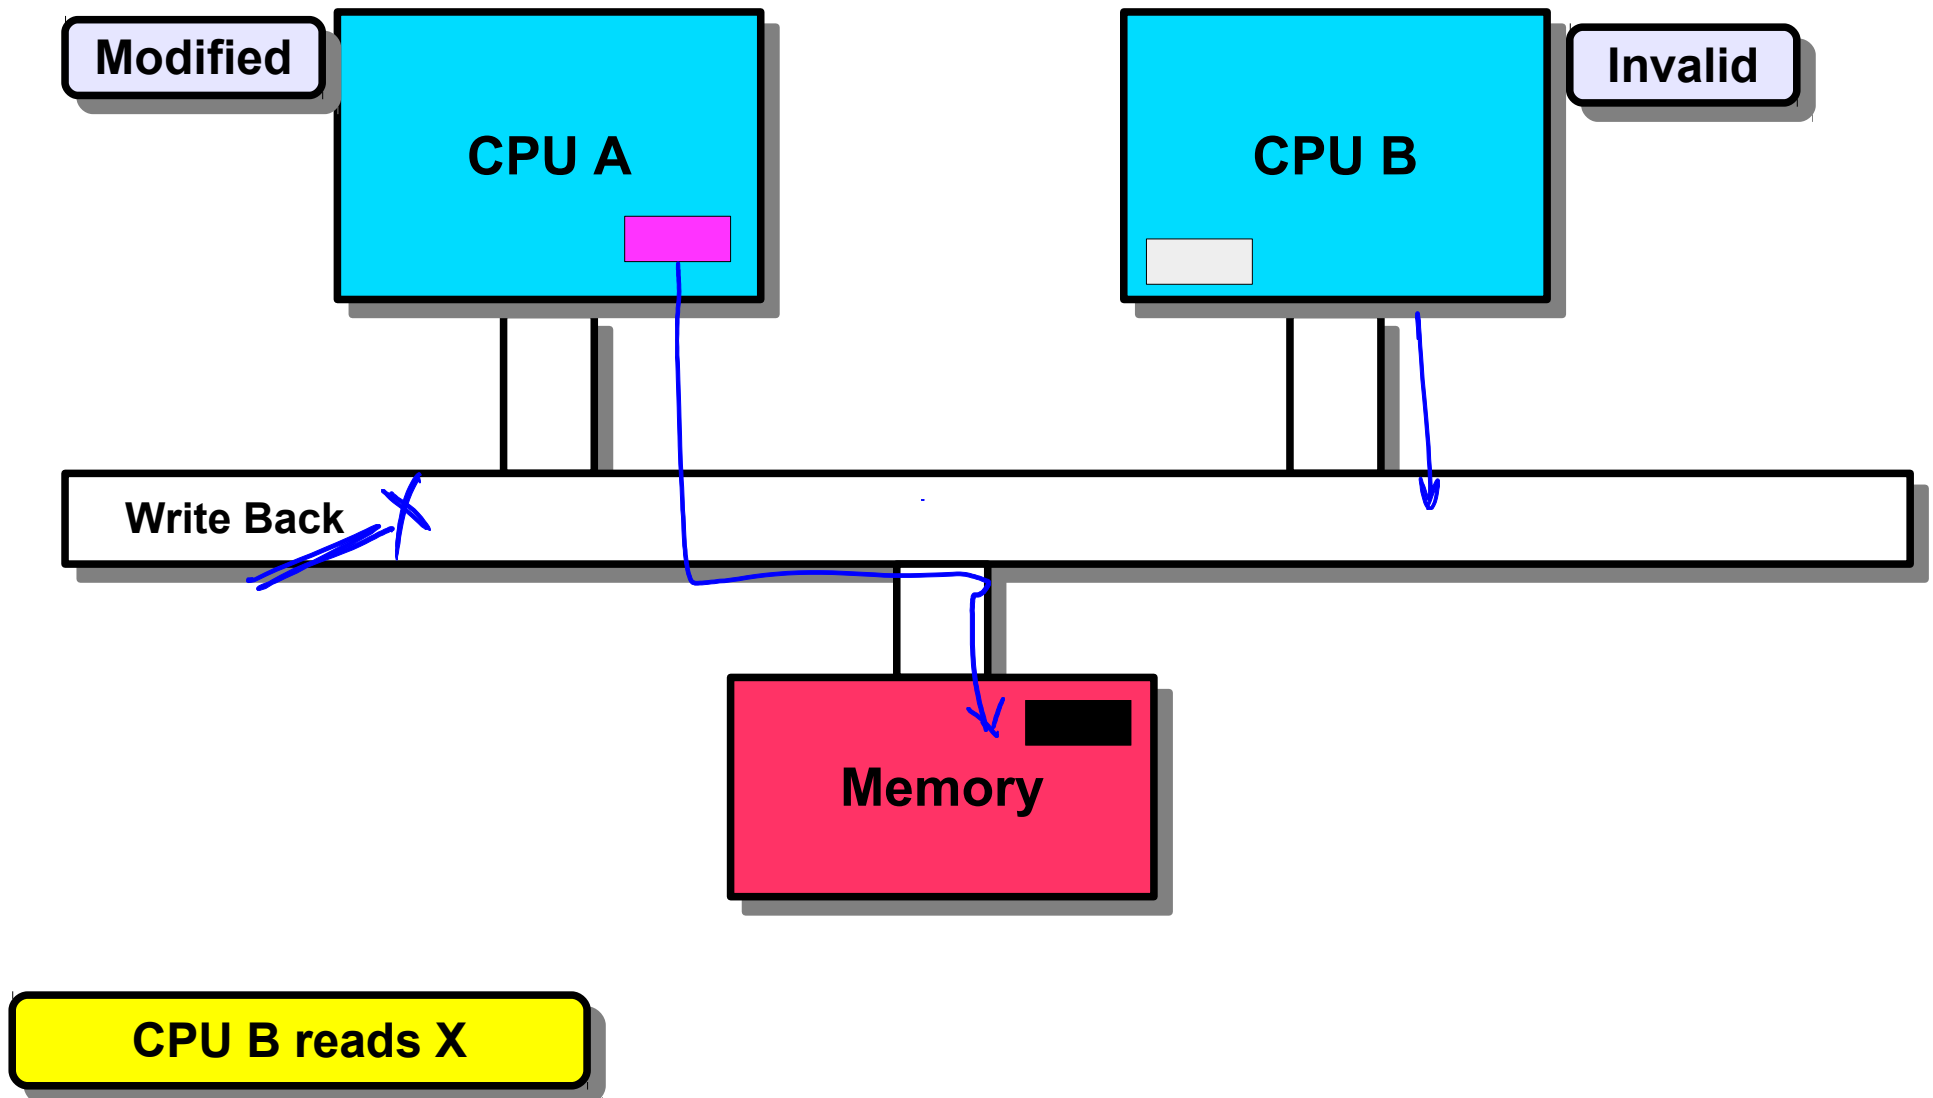 Modified
Invalid
CPU A
CPU B
Write Back X
Memory
CPU B reads X